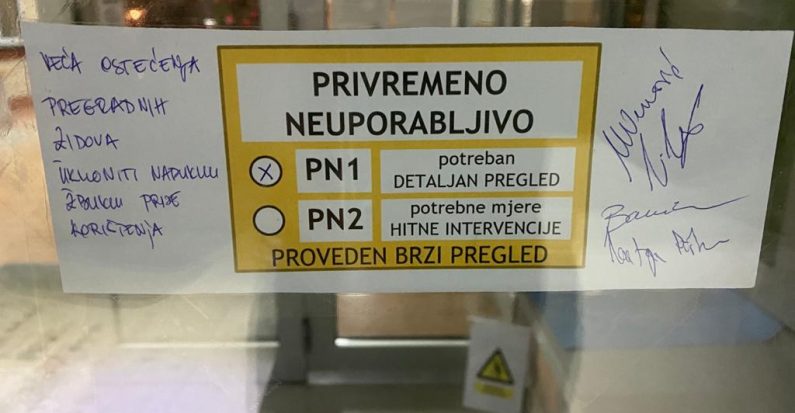 VEĆA OSTEĆENJA
PREGRADNIH
ZIDOVA
UKLONITI NAPUKLU
ŽBUKU PRIJE
KORIŠTENJA
PRIVREMENO
NEUPORABLJIVO
X PN1 potreban
DETALJAN PREGLED
PN2 potrebne mjere
HITNE INTERVENCIJE
PROVEDEN BRZI PREGLED